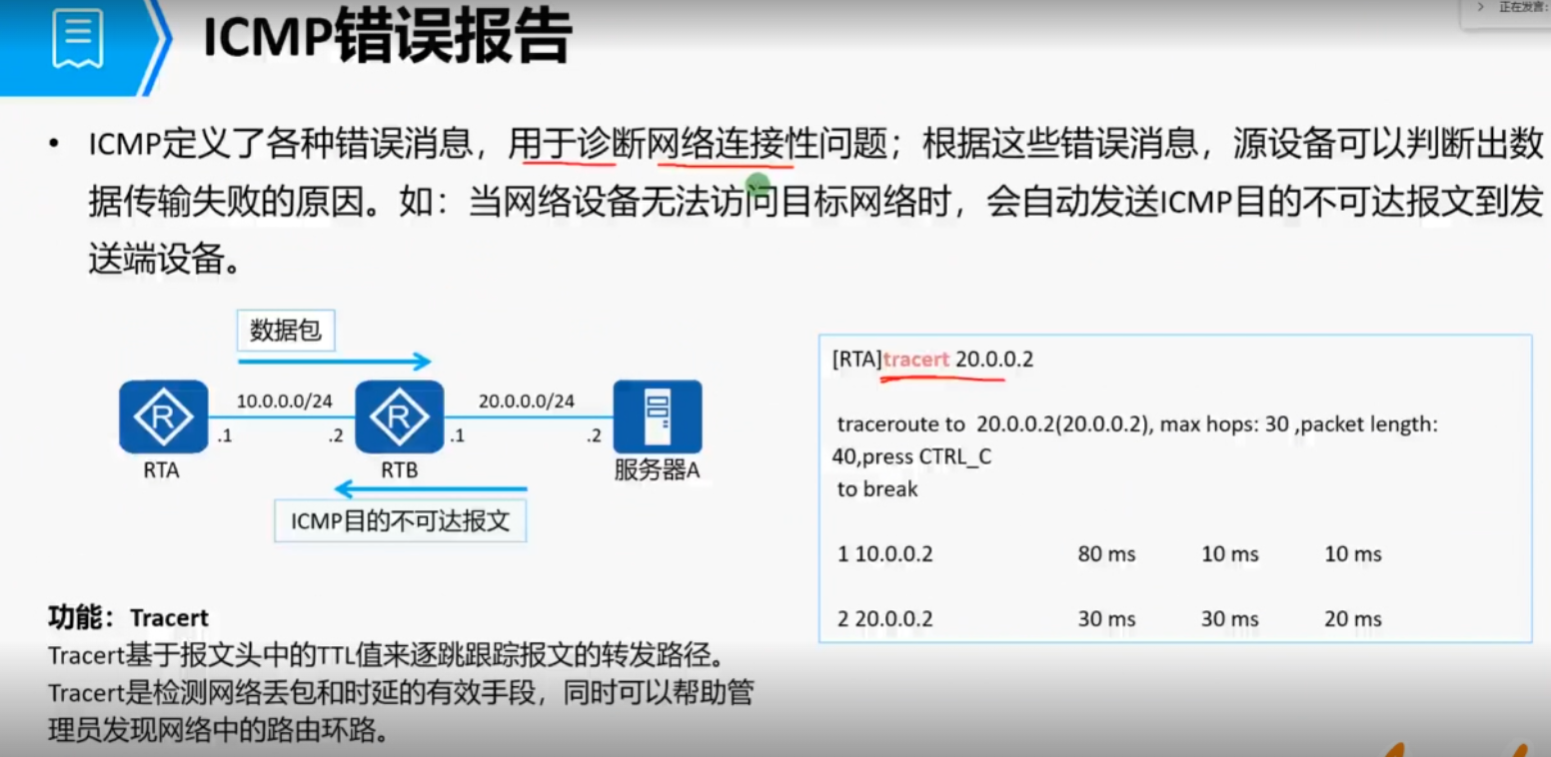 ICMP错误报告
正在发言:
• ICMP定义了各种错误消息，用于诊断网络连接性问题；根据这些错误消息，源设备可以判断出数
据传输失败的原因。如：当网络设备无法访问目标网络时，会自动发送ICMP目的不可达报文到发
送端设备。
数据包
10.0.0.0/24
20.0.0.0/24
.1
.2
.1
.2
RTA
RTB
服务器A
ICMP目的不可达报文
[RTA]tracert 20.0.0.2
traceroute to 20.0.0.2(20.0.0.2), max hops: 30 ,packet length:
40,press CTRL_C
to break
1 10.0.0.2 80 ms 10 ms 10 ms
2 20.0.0.2 30 ms 30 ms 20 ms
功能：Tracert
Tracert基于报文头中的TTL值来逐跳跟踪报文的转发路径。
Tracert是检测网络丢包和时延的有效手段，同时可以帮助管
理员发现网络中的路由环路。